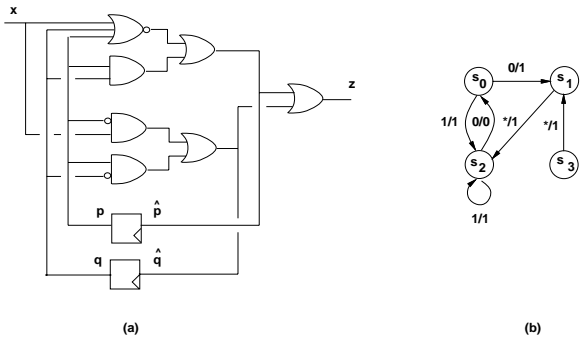 x
z
p p̂
q q̂
(a)
s0 0/1 s1
1/1 0/0 */1 */1
s2 s3
1/1
(b)